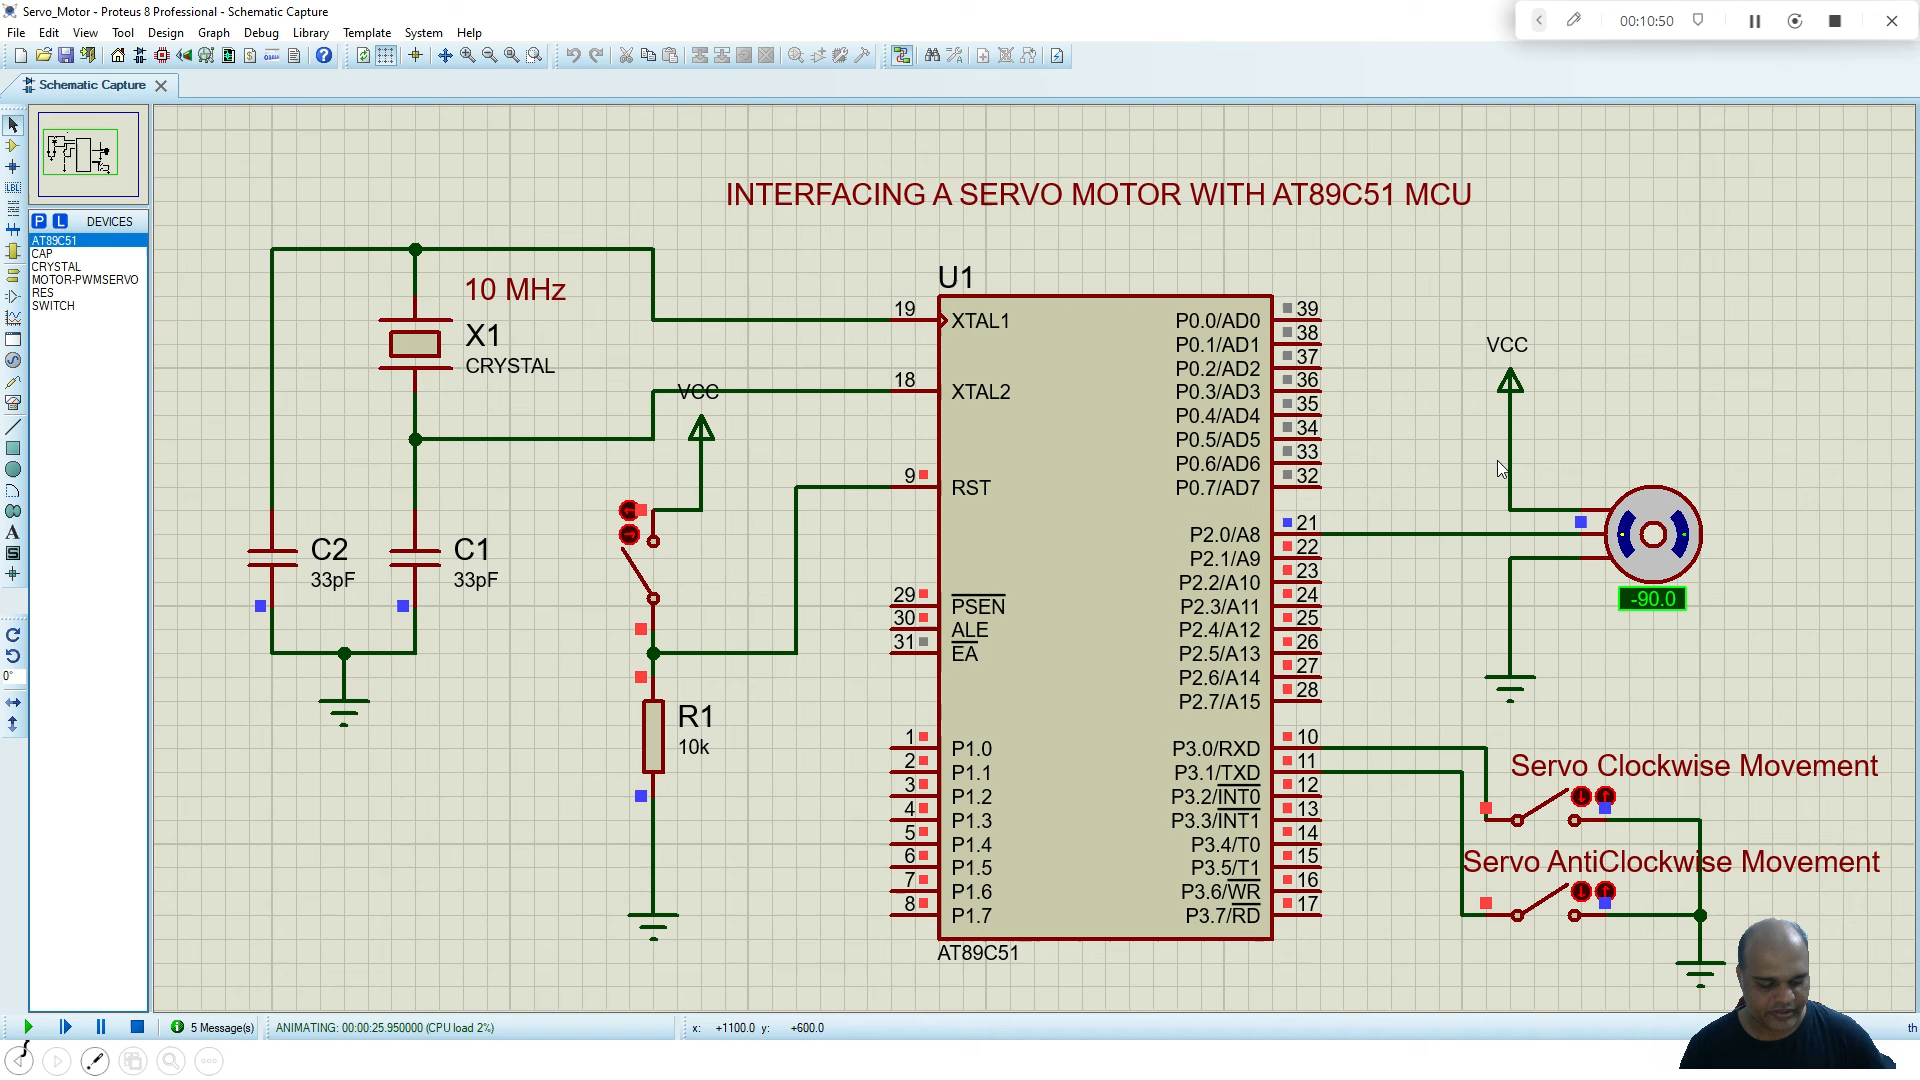 Servo_Motor - Proteus 8 Professional - Schematic Capture
00:10:50
File Edit View Tool Design Graph Debug Library Template System Help
Schematic Capture
P L DEVICES
AT89C51
CAP
CRYSTAL
MOTOR-PWMSERVO
RES
SWITCH
LBL
A
S
0°
INTERFACING A SERVO MOTOR WITH AT89C51 MCU
10 MHz
X1
CRYSTAL
C2
33pF
C1
33pF
VCC
R1
10k
U1
19 XTAL1
18 XTAL2
9 RST
29 PSEN
30 ALE
31 EA
1 P1.0
2 P1.1
3 P1.2
4 P1.3
5 P1.4
6 P1.5
7 P1.6
8 P1.7
P0.0/AD0 39
P0.1/AD1 38
P0.2/AD2 37
P0.3/AD3 36
P0.4/AD4 35
P0.5/AD5 34
P0.6/AD6 33
P0.7/AD7 32
P2.0/A8 21
P2.1/A9 22
P2.2/A10 23
P2.3/A11 24
P2.4/A12 25
P2.5/A13 26
P2.6/A14 27
P2.7/A15 28
P3.0/RXD 10
P3.1/TXD 11
P3.2/INT0 12
P3.3/INT1 13
P3.4/T0 14
P3.5/T1 15
P3.6/WR 16
P3.7/RD 17
AT89C51
VCC
-90.0
Servo Clockwise Movement
Servo AntiClockwise Movement
5 Message(s) ANIMATING: 00:00:25.950000 (CPU load 2%) x: +1100.0 y: +600.0 th